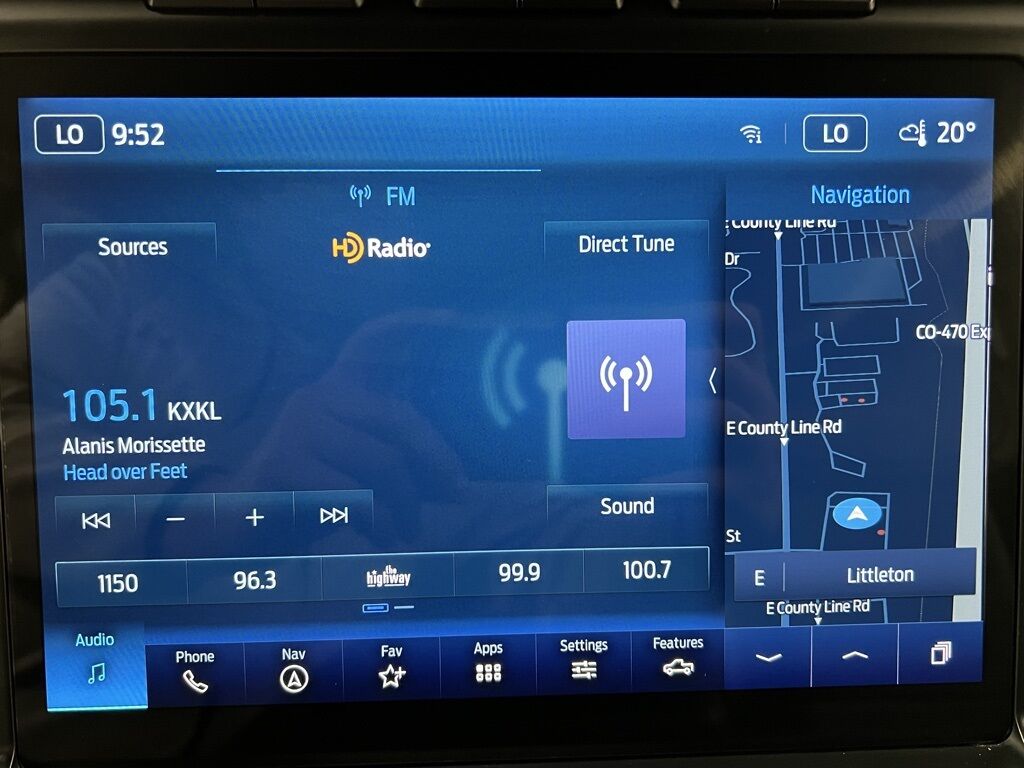 LO 9:52
LO 20°
FM
Navigation
Sources
HD Radio
Direct Tune
E County Line Rd
Dr
CO-470 Ex
105.1 KXKL
Alanis Morissette
Head over Feet
E County Line Rd
Sound
St
1150 96.3 the highway 99.9 100.7
E Littleton
E County Line Rd
Audio
Phone
Nav
Fav
Apps
Settings
Features